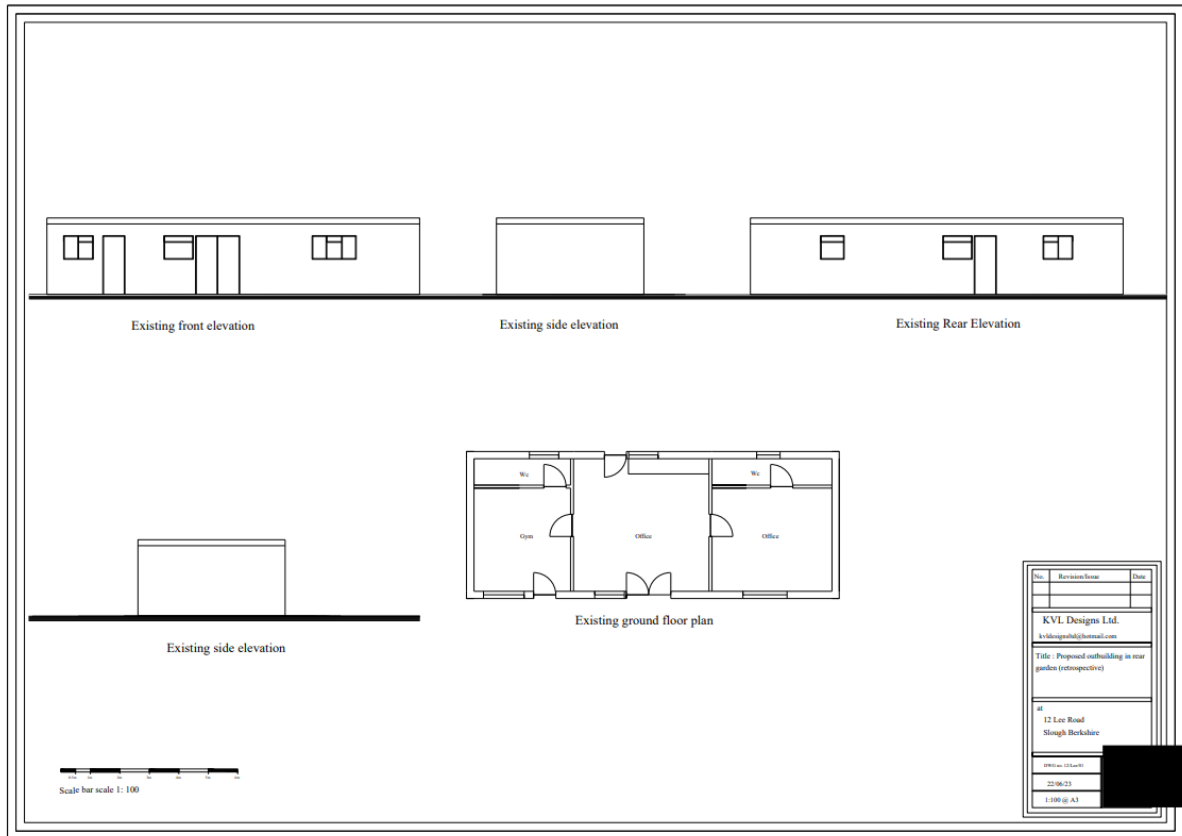 Existing front elevation
Existing side elevation
Existing Rear Elevation
Wc
Wc
Gym
Office
Office
Existing ground floor plan
Existing side elevation
Scale bar scale 1: 100
No. Revision/Issue Date
KVL Designs Ltd.
kvldesignsltd@hotmail.com
Title : Proposed outbuilding in rear
garden (retrospective)
at
12 Lee Road
Slough Berkshire
22/06/23
1:100 @ A3